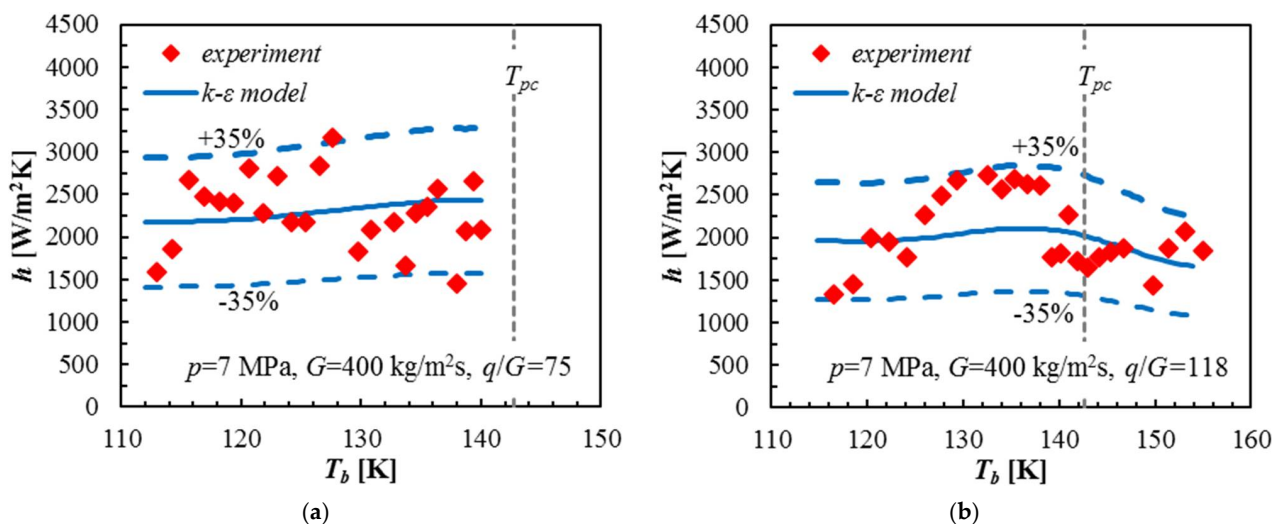 4500
4000
3500
3000
2500
2000
1500
1000
500
0
h [W/m²K]
experiment
k-ε model
T_pc
+35%
-35%
p=7 MPa, G=400 kg/m²s, q/G=75
110 120 130 140 150
T_b [K]
(a)
4500
4000
3500
3000
2500
2000
1500
1000
500
0
h [W/m²K]
experiment
k-ε model
T_pc
+35%
-35%
p=7 MPa, G=400 kg/m²s, q/G=118
110 120 130 140 150 160
T_b [K]
(b)